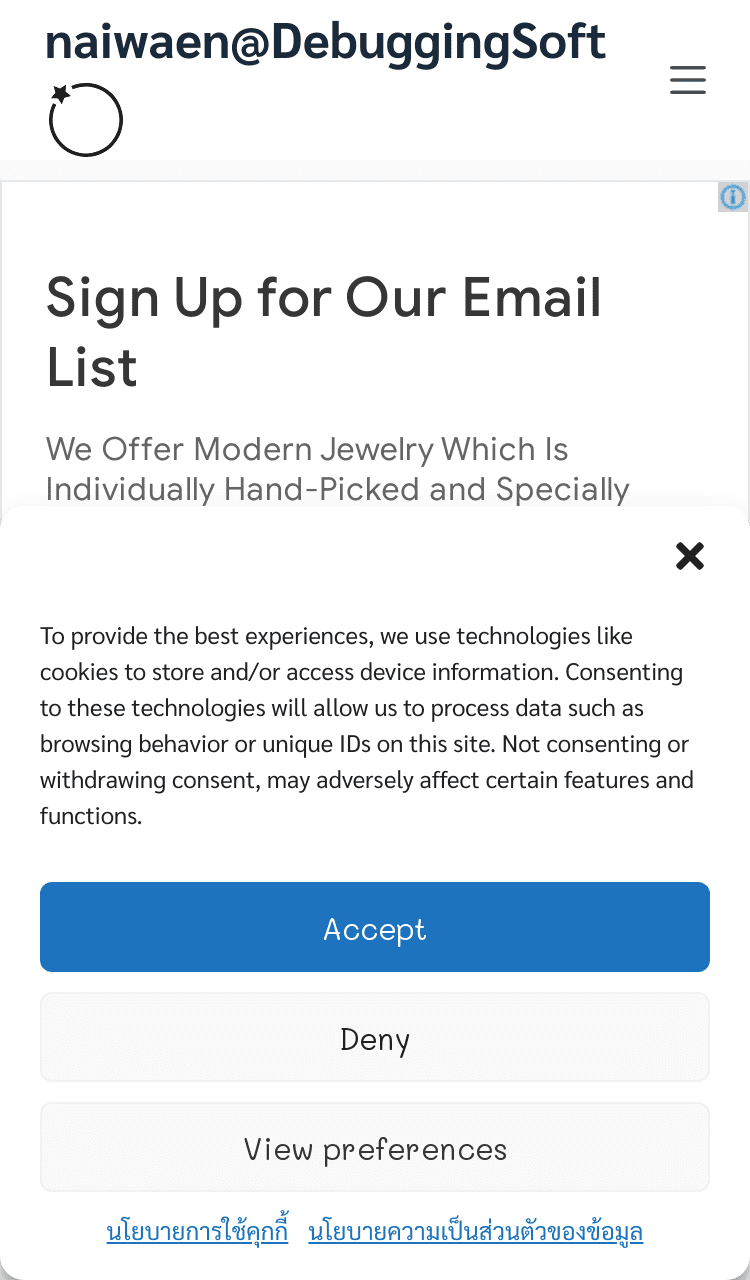 naiwaen@DebuggingSoft
Sign Up for Our Email
List
We Offer Modern Jewelry Which Is
Individually Hand-Picked and Specially
To provide the best experiences, we use technologies like
cookies to store and/or access device information. Consenting
to these technologies will allow us to process data such as
browsing behavior or unique IDs on this site. Not consenting or
withdrawing consent, may adversely affect certain features and
functions.
Accept
Deny
View preferences
นโยบายการใช้คุกกี้ นโยบายความเป็นส่วนตัวของข้อมูล